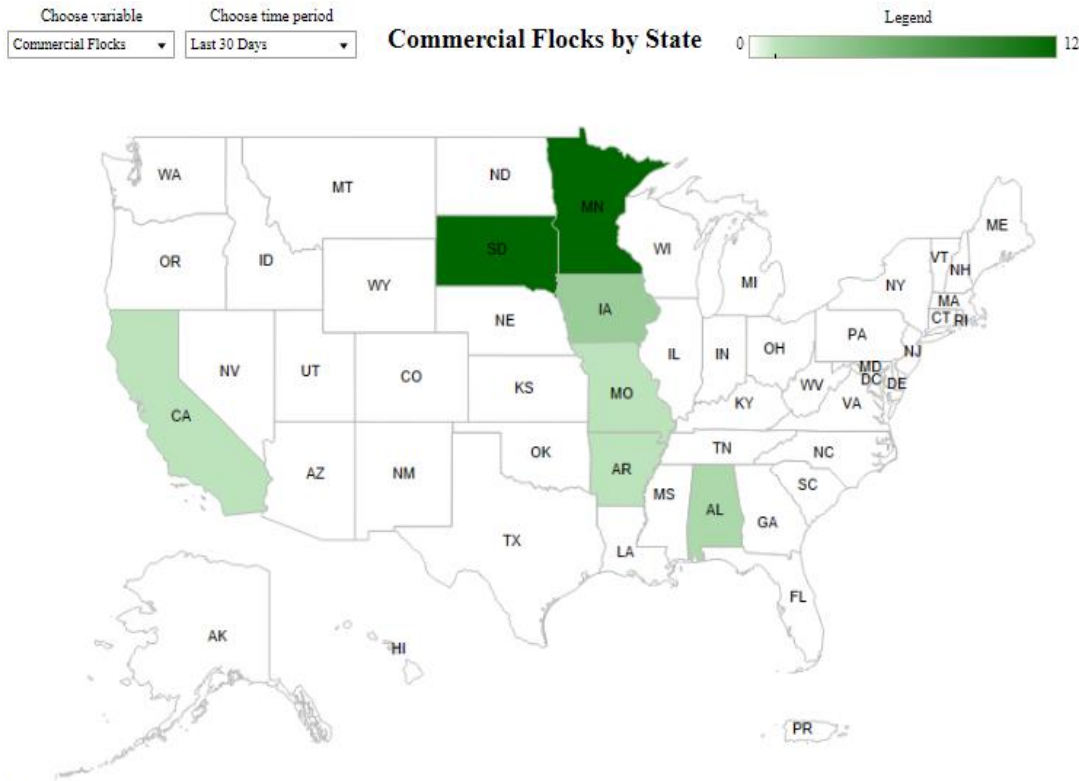 Choose variable
Choose time period
Legend
Commercial Flocks
Last 30 Days
Commercial Flocks by State
0
12
WA
MT
ND
MN
ME
OR
ID
SD
WI
VT
NH
WY
MI
NY
MA
CT
RI
NE
IA
PA
NJ
NV
UT
CO
IL
IN
OH
MD
DC
DE
KS
MO
WV
VA
KY
CA
AZ
NM
OK
AR
TN
NC
SC
MS
AL
GA
TX
LA
FL
AK
HI
PR